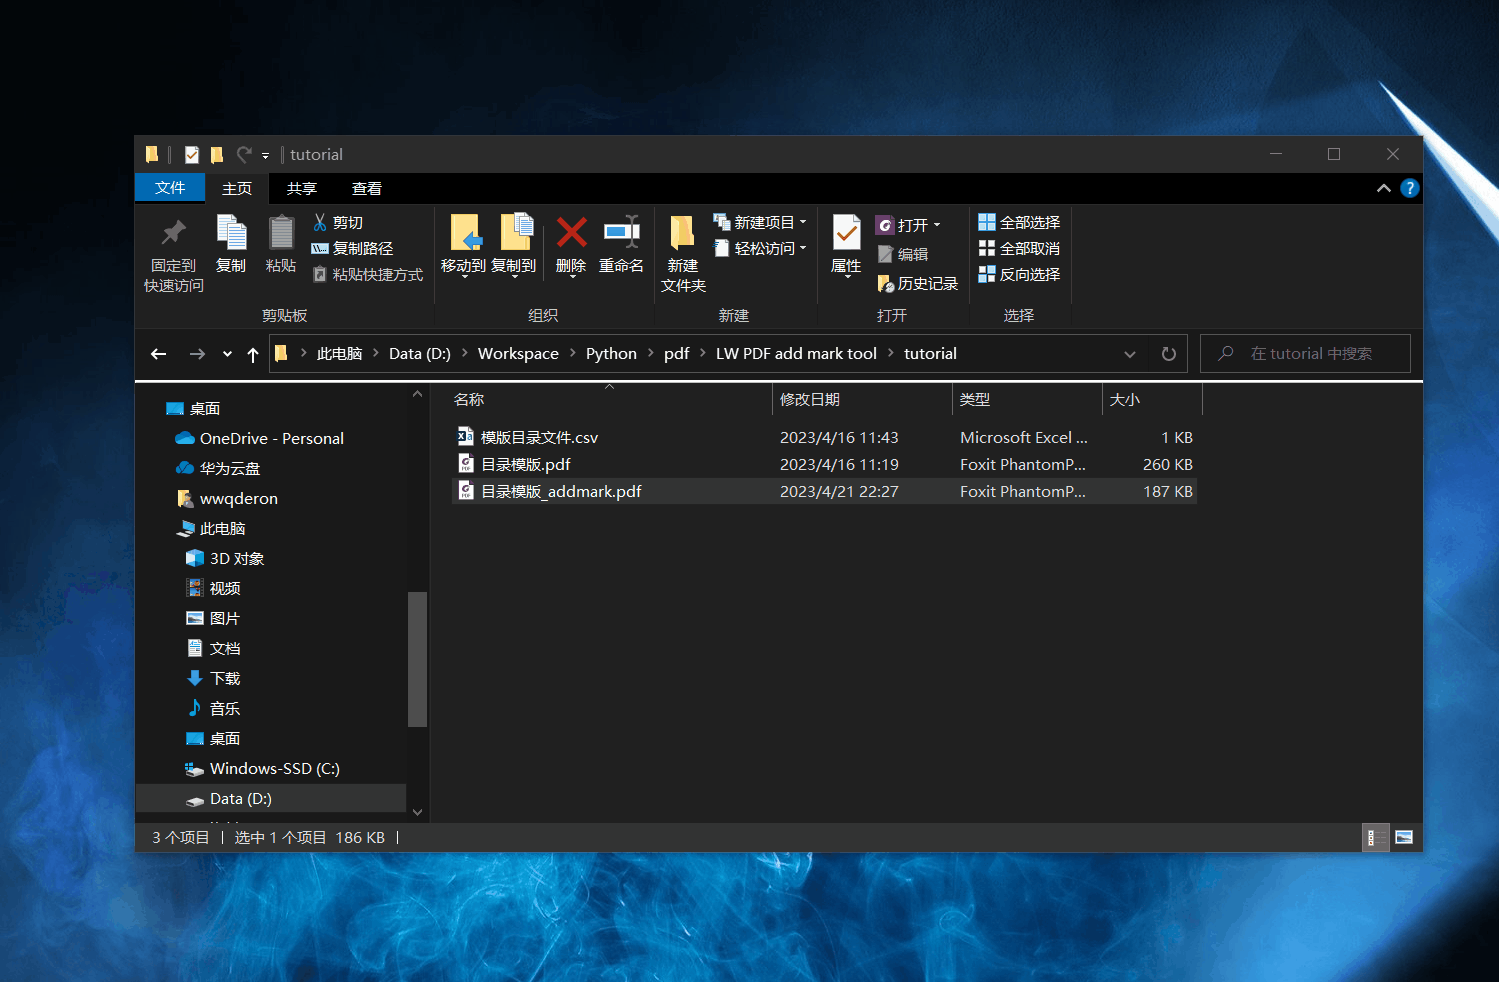 tutorial
文件 主页 共享 查看
固定到
快速访问
复制
粘贴
剪切
复制路径
粘贴快捷方式
剪贴板
移动到
复制到
删除
重命名
组织
新建
文件夹
新建项目
轻松访问
新建
属性
打开
编辑
历史记录
打开
全部选择
全部取消
反向选择
选择
此电脑 Data (D:) Workspace Python pdf LW PDF add mark tool tutorial
在 tutorial 中搜索
桌面
OneDrive - Personal
华为云盘
wwqderon
此电脑
3D 对象
视频
图片
文档
下载
音乐
桌面
Windows-SSD (C:)
Data (D:)
名称 修改日期 类型 大小
模版目录文件.csv 2023/4/16 11:43 Microsoft Excel ... 1 KB
目录模版.pdf 2023/4/16 11:19 Foxit PhantomP... 260 KB
目录模版_addmark.pdf 2023/4/21 22:27 Foxit PhantomP... 187 KB
3 个项目 选中 1 个项目 186 KB